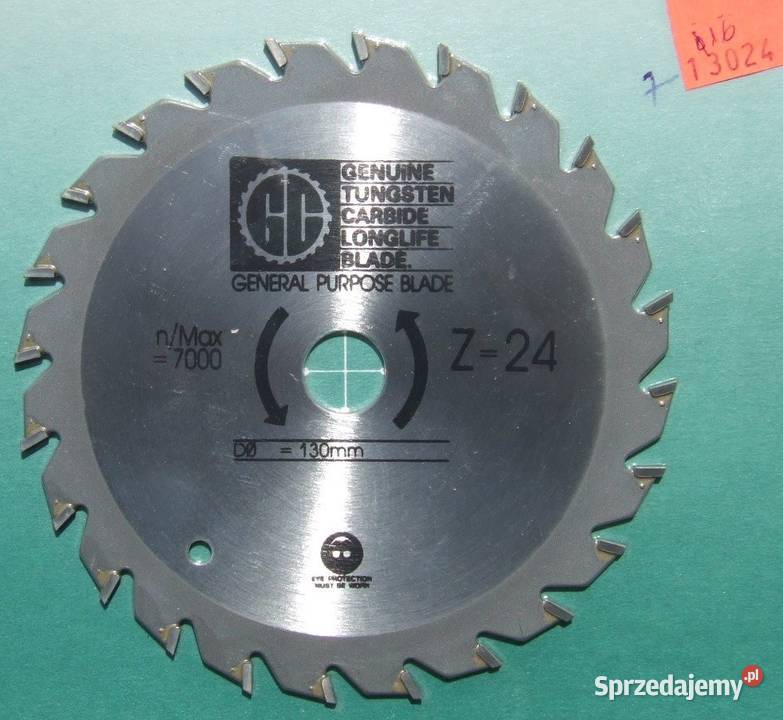 13024
7
GC
GENUINE
TUNGSTEN
CARBIDE
LONGLIFE
BLADE.
GENERAL PURPOSE BLADE
n/Max
= 7000
Z=24
DØ = 130mm
EYE PROTECTION
MUST BE WORN
Sprzedajemy.pl